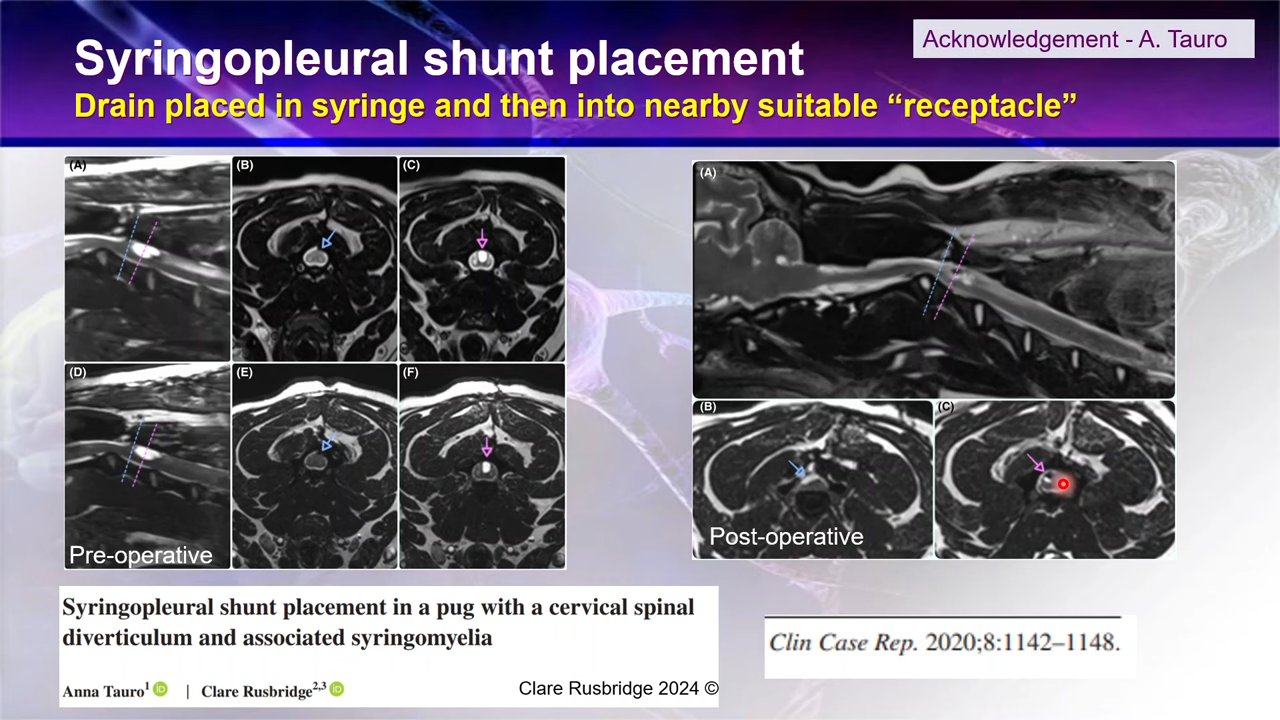 Syringopleural shunt placement
Acknowledgement - A. Tauro
Drain placed in syringe and then into nearby suitable “receptacle”
(A)
(B)
(C)
(D)
(E)
(F)
Pre-operative
(A)
(B)
(C)
Post-operative
Syringopleural shunt placement in a pug with a cervical spinal
diverticulum and associated syringomyelia
Anna Tauro1 iD | Clare Rusbridge2,3 iD
Clare Rusbridge 2024 ©
Clin Case Rep. 2020;8:1142–1148.